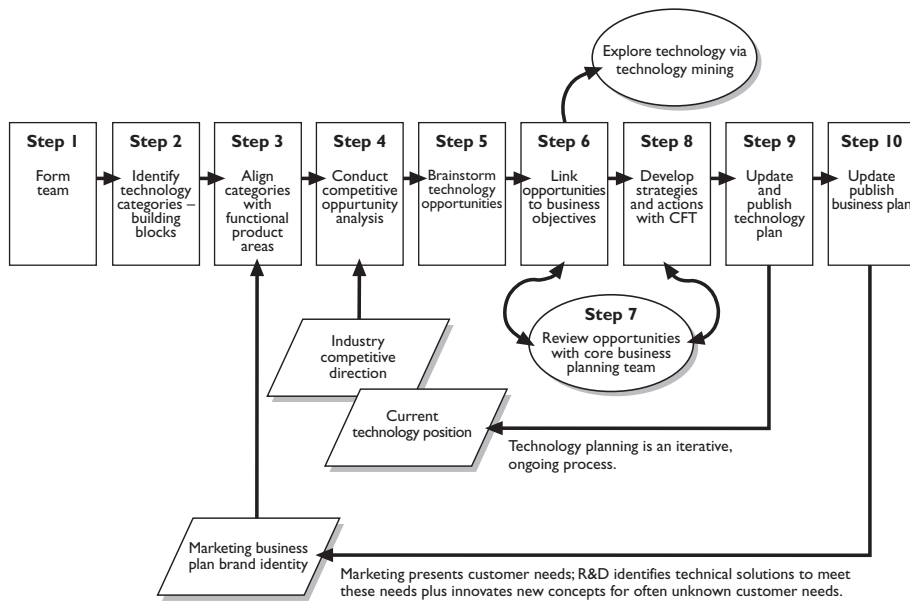 Explore technology via
technology mining
Step 1
Form
team
Step 2
Identify
technology
categories –
building
blocks
Step 3
Align
categories
with
functional
product
areas
Step 4
Conduct
competitive
oppurtunity
analysis
Step 5
Brainstorm
technology
opportunities
Step 6
Link
opportunities
to business
objectives
Step 8
Develop
strategies
and actions
with CFT
Step 9
Update
and
publish
technology
plan
Step 10
Update
publish
business plan
Step 7
Review opportunities
with core business
planning team
Industry
competitive
direction
Current
technology position
Technology planning is an iterative,
ongoing process.
Marketing business
plan brand identity
Marketing presents customer needs; R&D identifies technical solutions to meet
these needs plus innovates new concepts for often unknown customer needs.